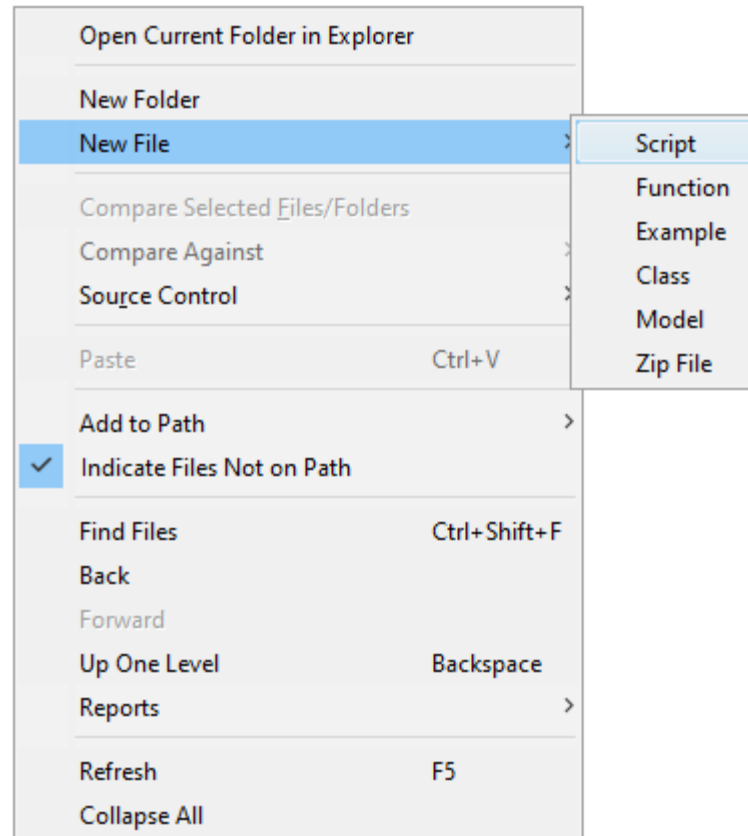 Open Current Folder in Explorer
New Folder
New File
Script
Function
Example
Class
Model
Zip File
Compare Selected Files/Folders
Compare Against
Source Control
Paste Ctrl+V
Add to Path
Indicate Files Not on Path
Find Files Ctrl+Shift+F
Back
Forward
Up One Level Backspace
Reports
Refresh F5
Collapse All